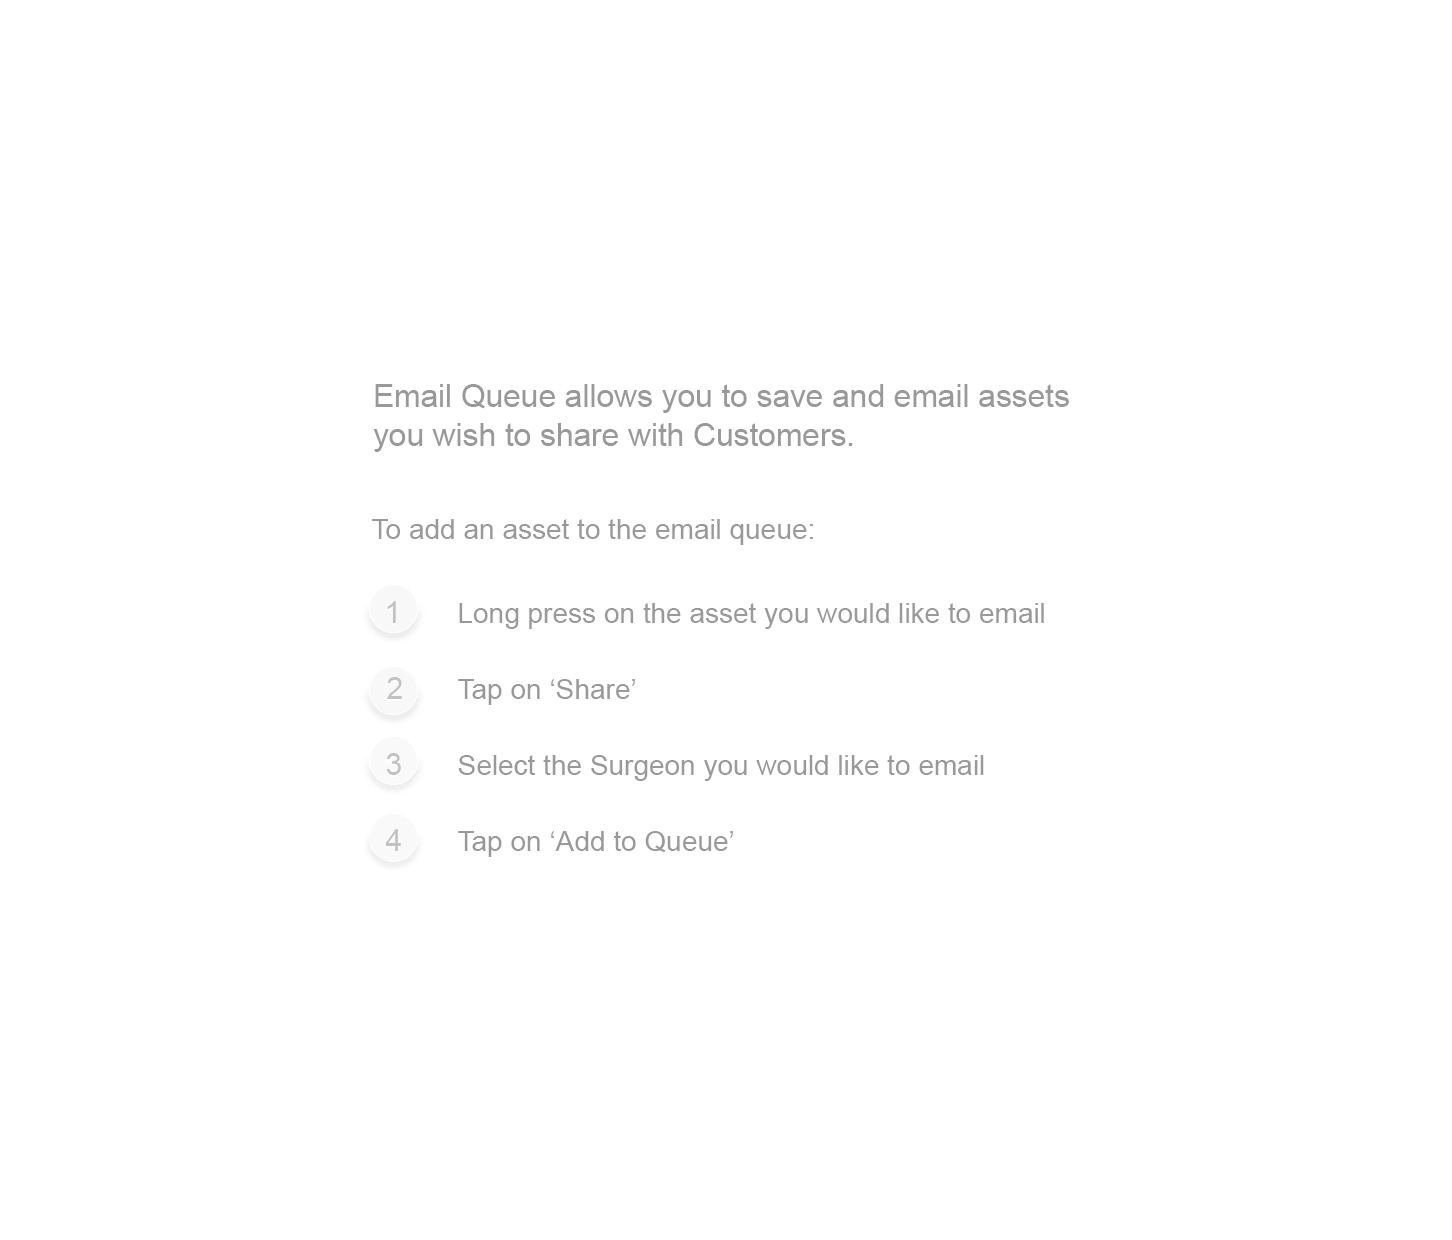 Email Queue allows you to save and email assets
you wish to share with Customers.
To add an asset to the email queue:
1 Long press on the asset you would like to email
2 Tap on ‘Share’
3 Select the Surgeon you would like to email
4 Tap on ‘Add to Queue’